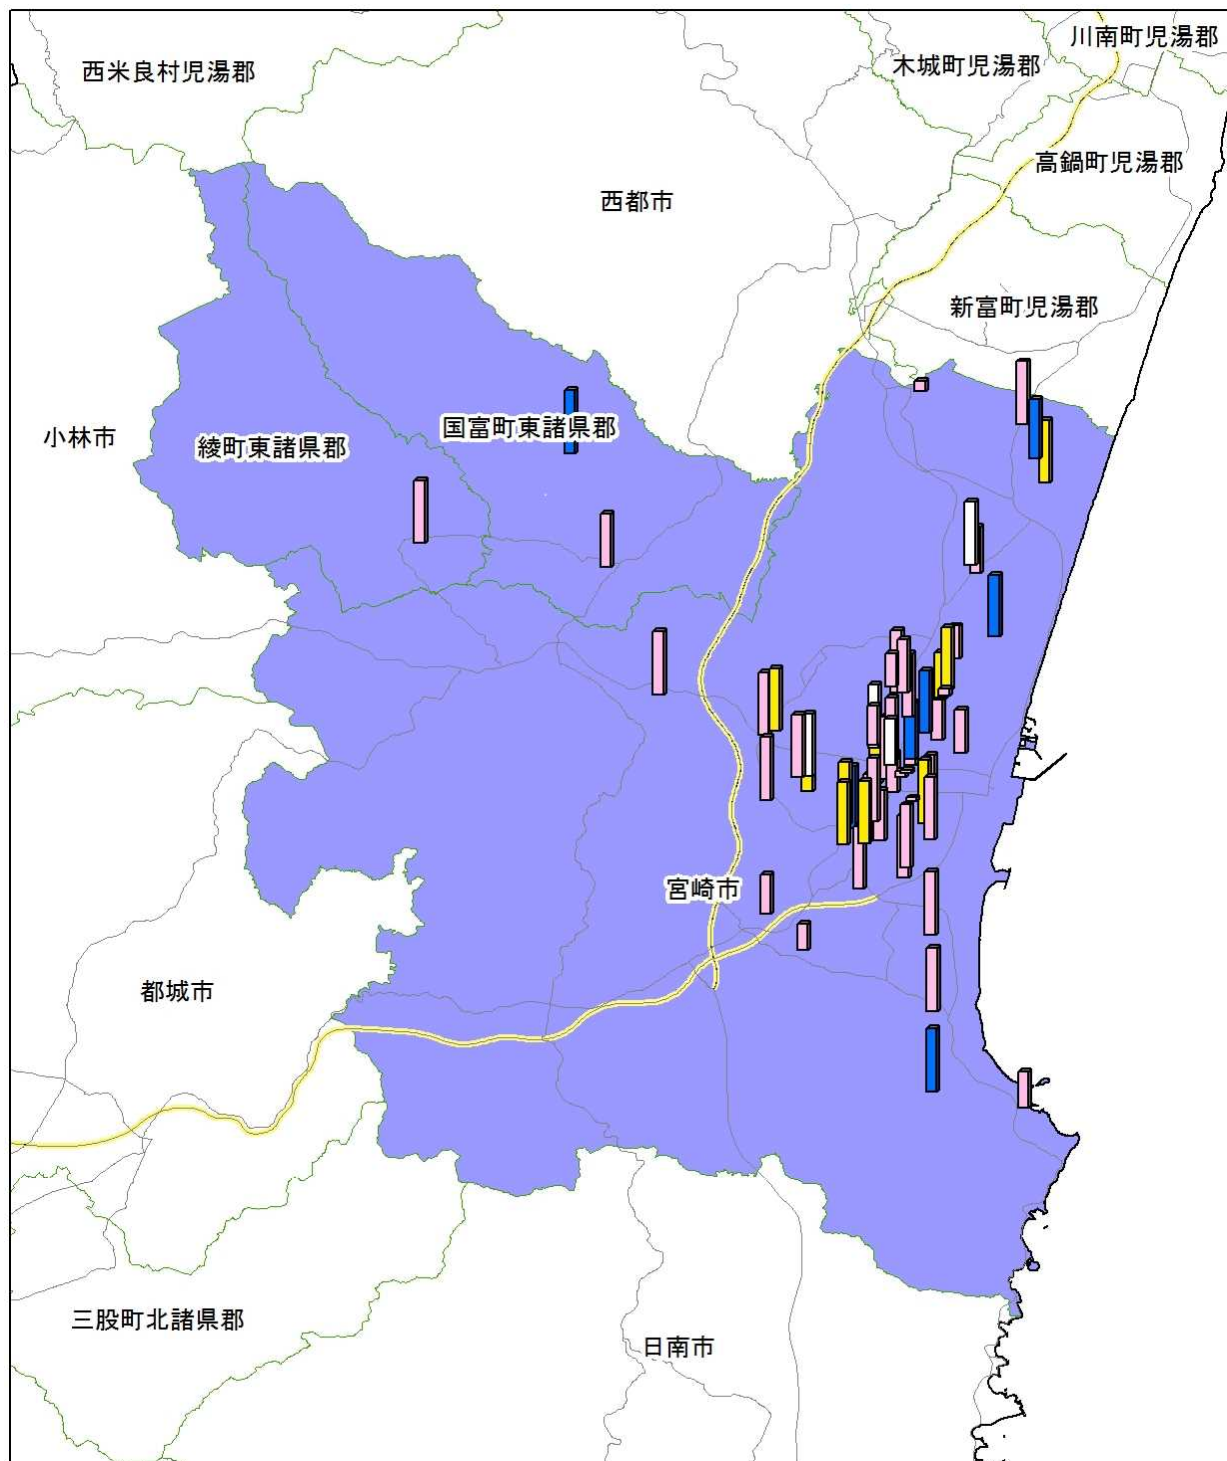 川南町児湯郡
木城町児湯郡
西米良村児湯郡
高鍋町児湯郡
西都市
新富町児湯郡
国富町東諸県郡
小林市
綾町東諸県郡
宮崎市
都城市
三股町北諸県郡
日南市